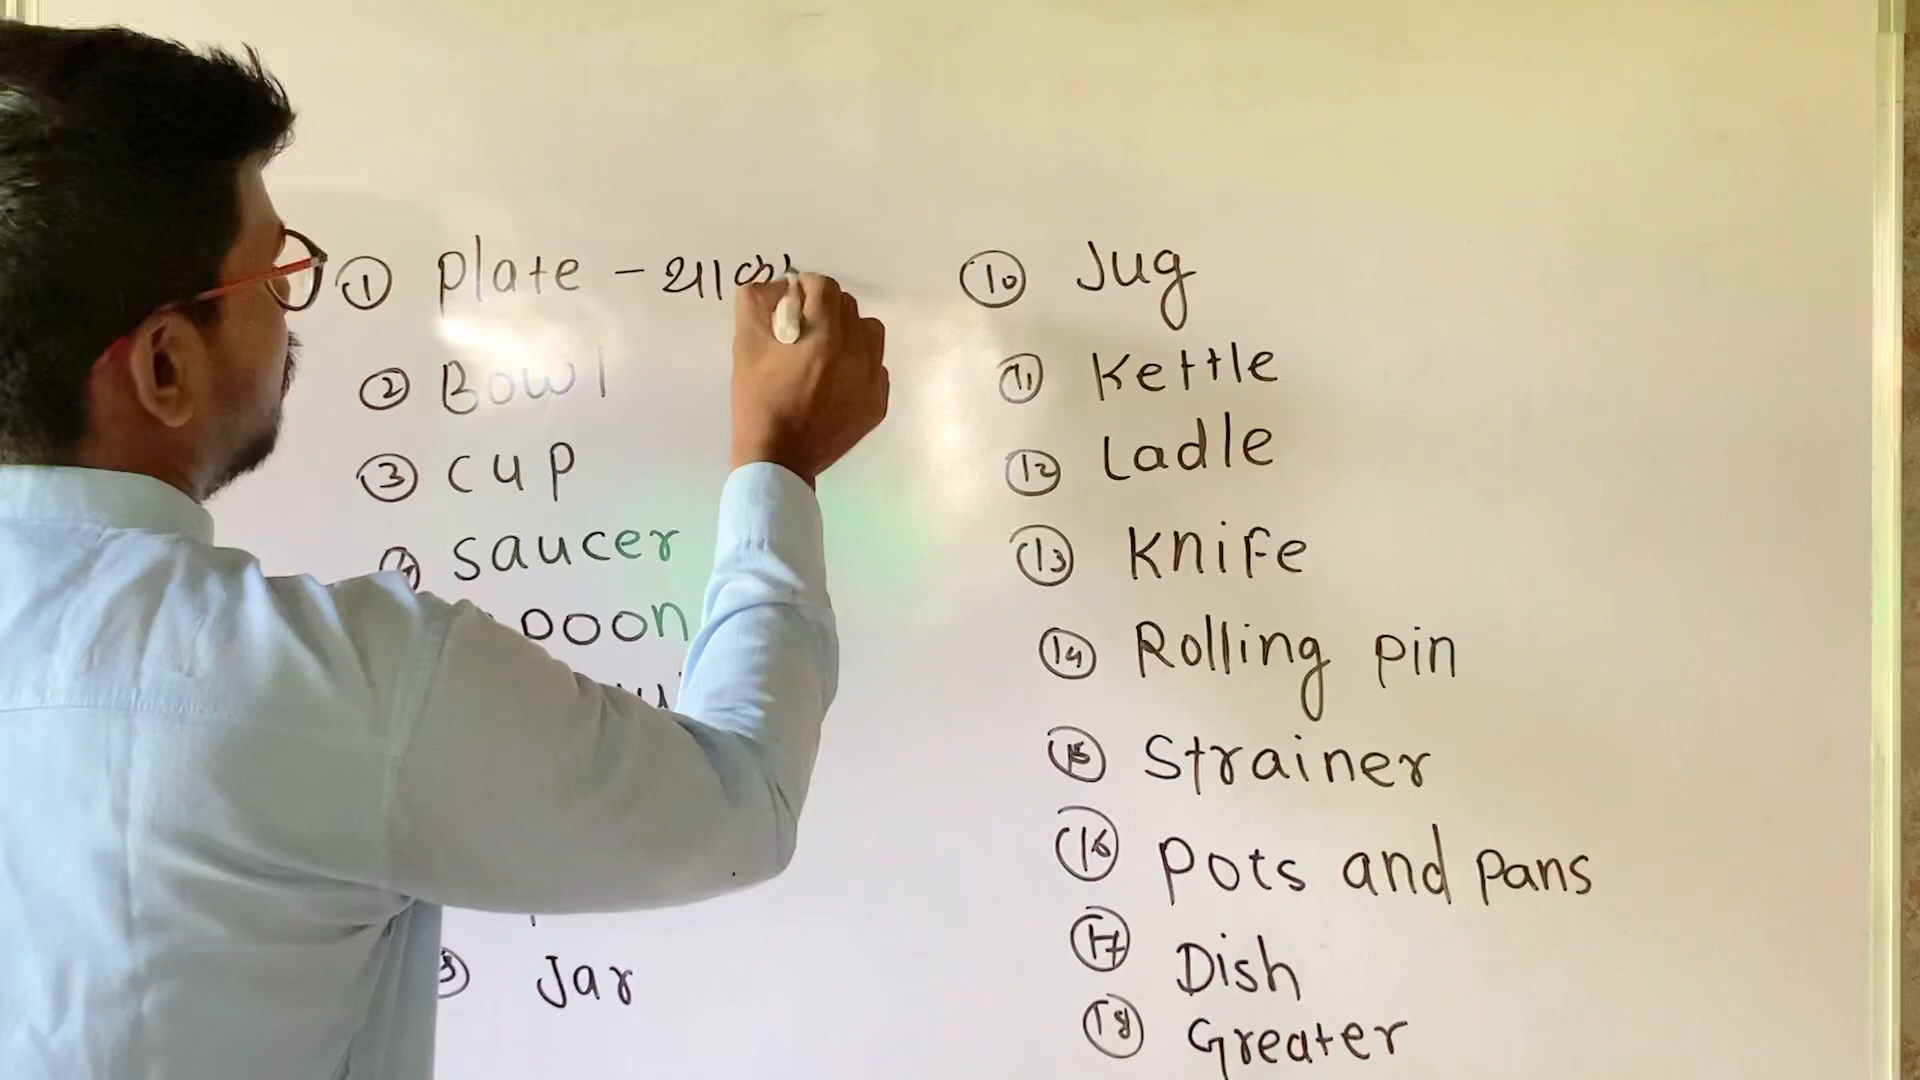 ① Plate - थाळ
② Bowl
③ cup
④ saucer
poon
Jar
⑩ Jug
⑪ Kettle
⑫ Ladle
⑬ Knife
⑭ Rolling pin
⑮ Strainer
⑯ Pots and Pans
⑰ Dish
⑱ Greater